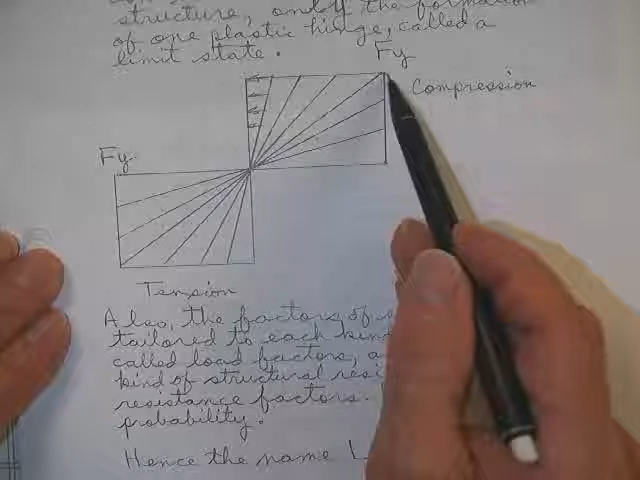 structure, only the formation
of one plastic hinge, called a
limit state.
Fy
Compression
Fy
Tension
Also, the factors of
tailored to each kin
called load factors, a
kind of structural resi
resistance factors.
probability.
Hence the name L